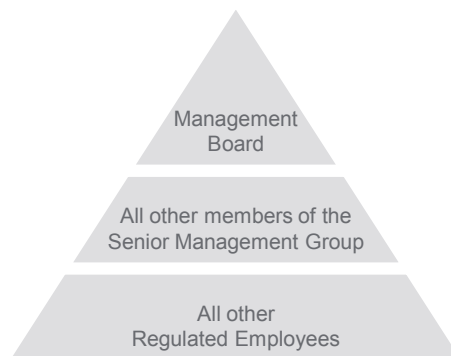 Management
Board
All other members of the
Senior Management Group
All other
Regulated Employees